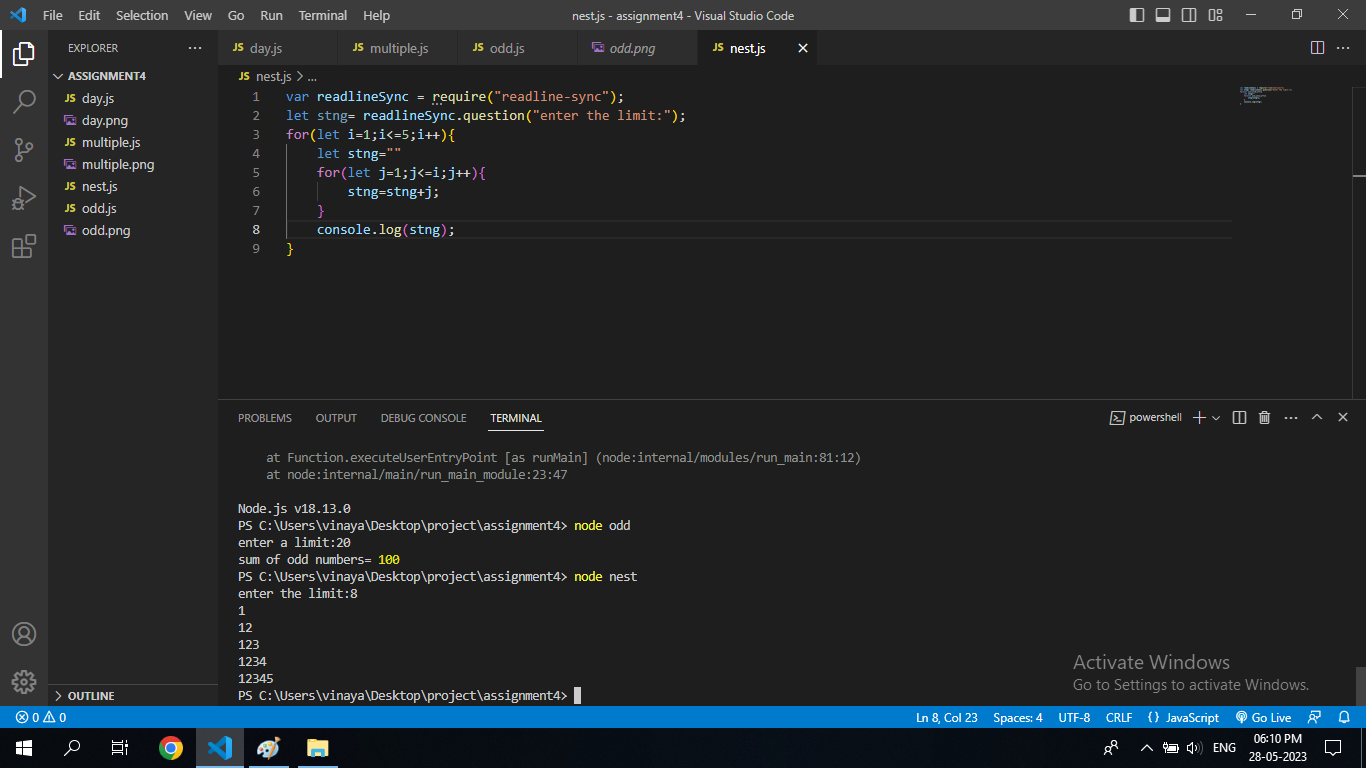 File Edit Selection View Go Run Terminal Help
nest.js - assignment4 - Visual Studio Code
EXPLORER
ASSIGNMENT4
JS day.js
day.png
JS multiple.js
multiple.png
JS nest.js
JS odd.js
odd.png
OUTLINE
JS day.js
JS multiple.js
JS odd.js
odd.png
JS nest.js
JS nest.js > ...
1 var readlineSync = require("readline-sync");
2 let stng= readlineSync.question("enter the limit:");
3 for(let i=1;i<=5;i++){
4 let stng=""
5 for(let j=1;j<=i;j++){
6 stng=stng+j;
7 }
8 console.log(stng);
9 }
PROBLEMS OUTPUT DEBUG CONSOLE TERMINAL
powershell
at Function.executeUserEntryPoint [as runMain] (node:internal/modules/run_main:81:12)
at node:internal/main/run_main_module:23:47
Node.js v18.13.0
PS C:\Users\vinaya\Desktop\project\assignment4> node odd
enter a limit:20
sum of odd numbers= 100
PS C:\Users\vinaya\Desktop\project\assignment4> node nest
enter the limit:8
1
12
123
1234
12345
PS C:\Users\vinaya\Desktop\project\assignment4>
Activate Windows
Go to Settings to activate Windows.
0 0
Ln 8, Col 23 Spaces: 4 UTF-8 CRLF {} JavaScript Go Live
ENG
06:10 PM
28-05-2023